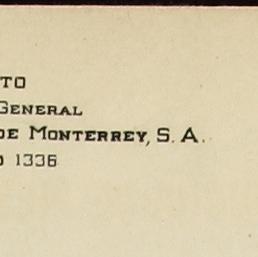 TO
GENERAL
DE MONTERREY, S. A.
O 1336